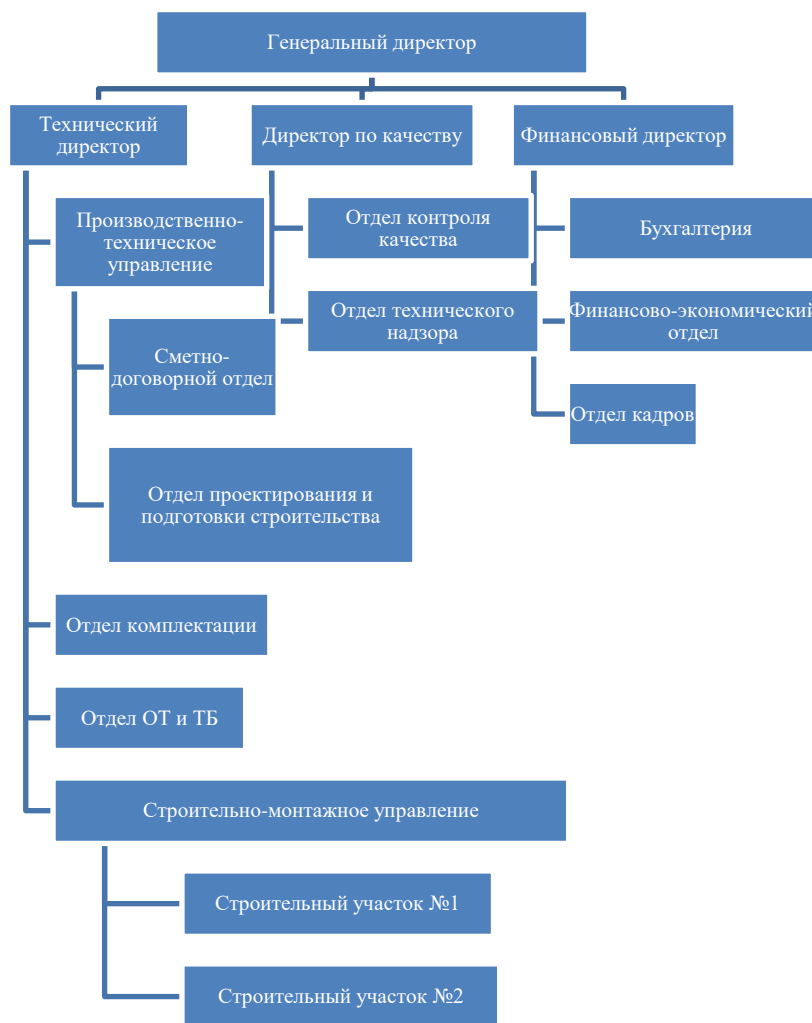 Генеральный директор
Технический
директор
Директор по качеству
Финансовый директор
Производственно-
техническое
управление
Отдел контроля
качества
Бухгалтерия
Отдел технического
надзора
Финансово-экономический
отдел
Сметно-
договорной отдел
Отдел кадров
Отдел проектирования и
подготовки строительства
Отдел комплектации
Отдел ОТ и ТБ
Строительно-монтажное управление
Строительный участок №1
Строительный участок №2